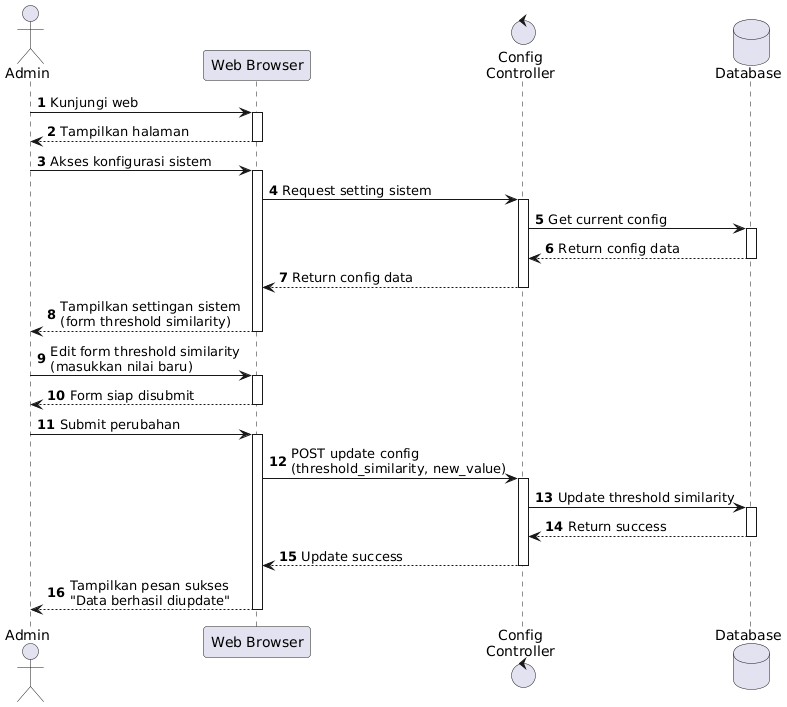 Admin
Web Browser
Config
Controller
Database
1 Kunjungi web
2 Tampilkan halaman
3 Akses konfigurasi sistem
4 Request setting sistem
5 Get current config
6 Return config data
7 Return config data
8 Tampilkan settingan sistem
(form threshold similarity)
9 Edit form threshold similarity
(masukkan nilai baru)
10 Form siap disubmit
11 Submit perubahan
12 POST update config
(threshold_similarity, new_value)
13 Update threshold similarity
14 Return success
15 Update success
16 Tampilkan pesan sukses
"Data berhasil diupdate"
Admin
Web Browser
Config
Controller
Database